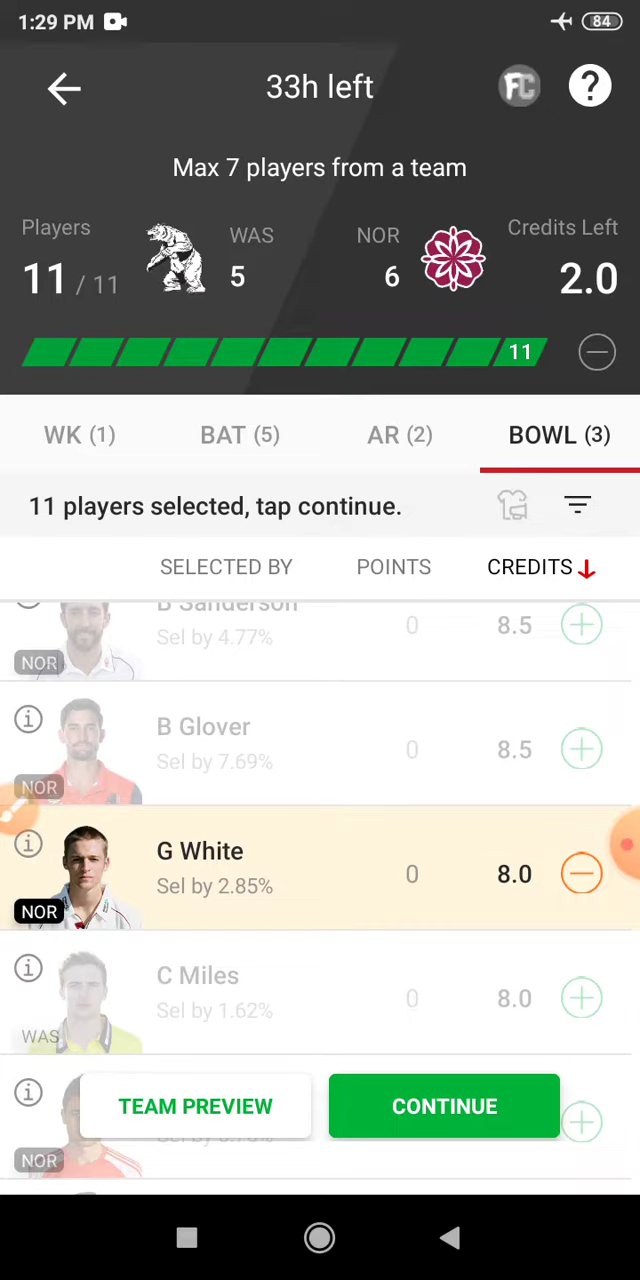 1:29 PM 84
33h left FC ?
Max 7 players from a team
Players WAS NOR Credits Left
11 / 11 5 6 2.0
11
WK (1) BAT (5) AR (2) BOWL (3)
11 players selected, tap continue.
SELECTED BY POINTS CREDITS
B Sanderson
Sel by 4.77% 0 8.5
NOR
B Glover
Sel by 7.69% 0 8.5
NOR
G White
Sel by 2.85% 0 8.0
NOR
C Miles
Sel by 1.62% 0 8.0
WAS
TEAM PREVIEW CONTINUE
NOR